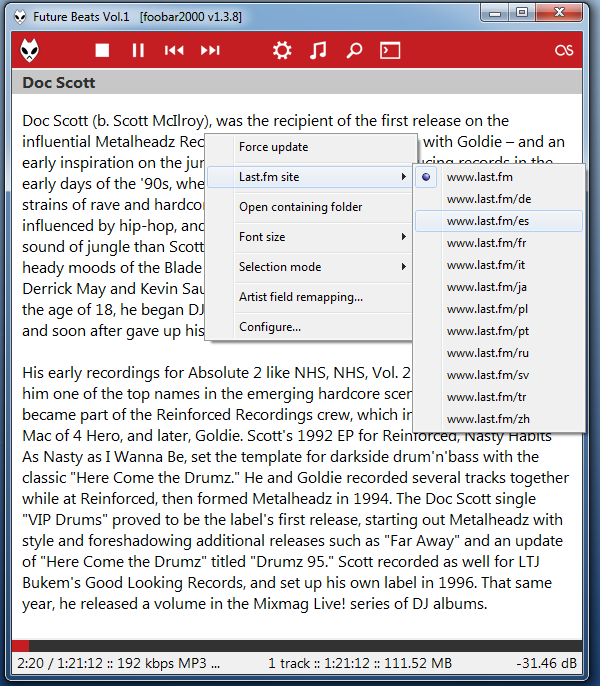 Future Beats Vol.1 [foobar2000 v1.3.8]
Doc Scott
Doc Scott (b. Scott McIlroy), was the recipient of the first release on the
influential Metalheadz Rec with Goldie – and an
early inspiration on the jur ucing records in the
early days of the '90s, whe
strains of rave and hardco
influenced by hip-hop, and
sound of jungle than Scott
heady moods of the Blade
Derrick May and Kevin Sau
the age of 18, he began DJ
and soon after gave up his
Force update
Last.fm site
Open containing folder
Font size
Selection mode
Artist field remapping...
Configure...
www.last.fm
www.last.fm/de
www.last.fm/es
www.last.fm/fr
www.last.fm/it
www.last.fm/ja
www.last.fm/pl
www.last.fm/pt
www.last.fm/ru
www.last.fm/sv
www.last.fm/tr
www.last.fm/zh
His early recordings for Absolute 2 like NHS, NHS, Vol. 2
him one of the top names in the emerging hardcore scen
became part of the Reinforced Recordings crew, which in
Mac of 4 Hero, and later, Goldie. Scott's 1992 EP for Reinforced, Nasty Habits
As Nasty as I Wanna Be, set the template for darkside drum'n'bass with the
classic "Here Come the Drumz." He and Goldie recorded several tracks together
while at Reinforced, then formed Metalheadz in 1994. The Doc Scott single
"VIP Drums" proved to be the label's first release, starting out Metalheadz with
style and foreshadowing additional releases such as "Far Away" and an update
of "Here Come the Drumz" titled "Drumz 95." Scott recorded as well for LTJ
Bukem's Good Looking Records, and set up his own label in 1996. That same
year, he released a volume in the Mixmag Live! series of DJ albums.
2:20 / 1:21:12 :: 192 kbps MP3 ... 1 track :: 1:21:12 :: 111.52 MB -31.46 dB